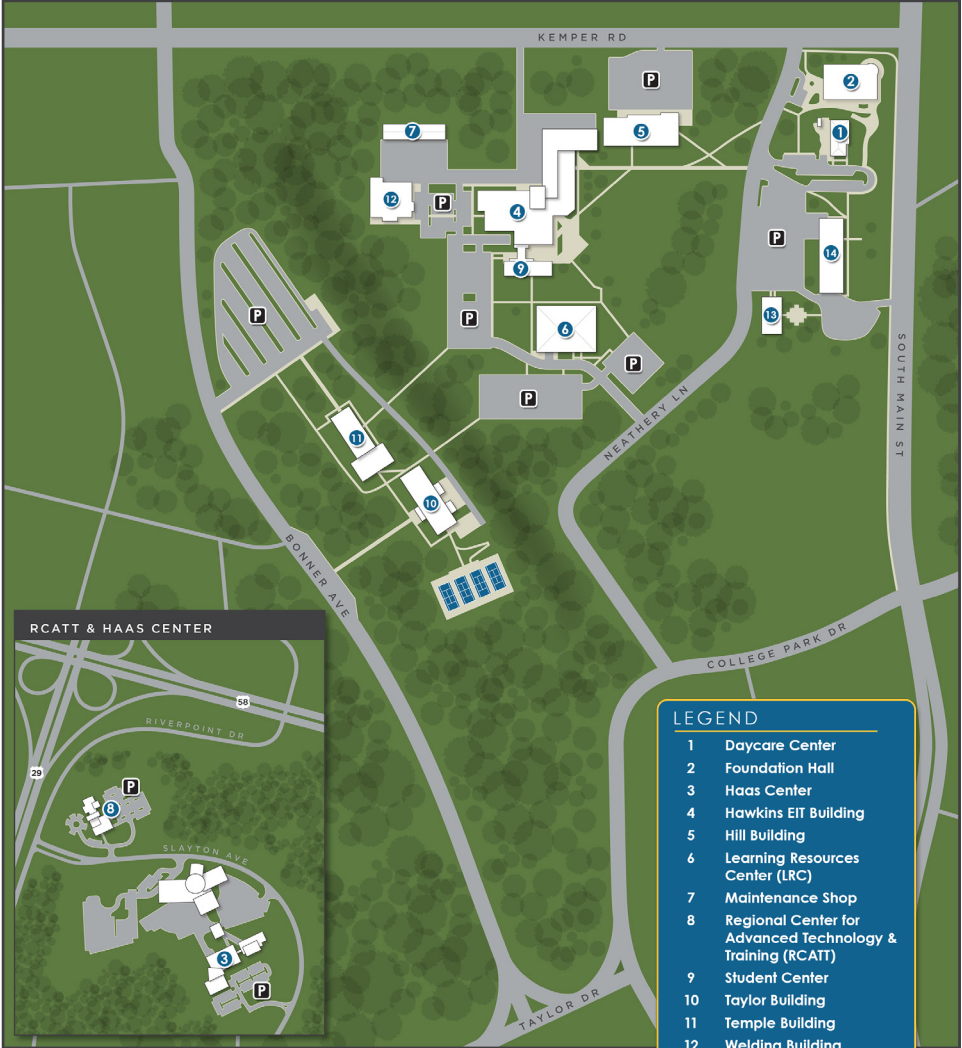 KEMPER RD
P
2
5
7
1
12
P
4
P
14
9
13
P
P
6
P
SOUTH MAIN ST
P
NEATHERY LN
11
10
BONNER AVE
COLLEGE PARK DR
TAYLOR DR
RCATT & HAAS CENTER
58
RIVERPOINT DR
29
P
8
SLAYTON AVE
3
P
LEGEND
1 Daycare Center
2 Foundation Hall
3 Haas Center
4 Hawkins EIT Building
5 Hill Building
6 Learning Resources
Center (LRC)
7 Maintenance Shop
8 Regional Center for
Advanced Technology &
Training (RCATT)
9 Student Center
10 Taylor Building
11 Temple Building
12 Welding Building